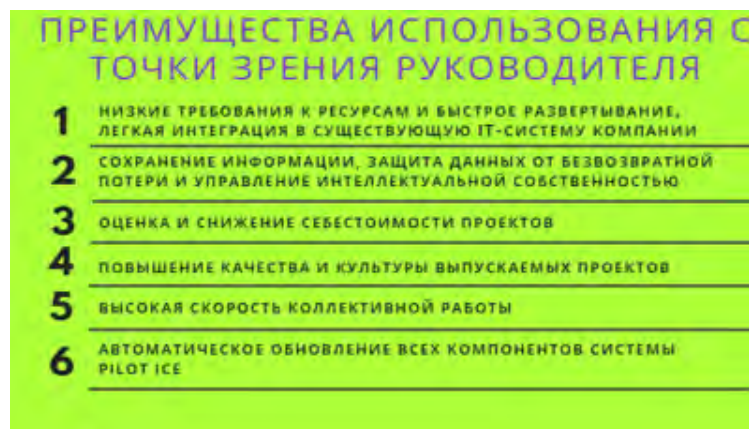 ПРЕИМУЩЕСТВА ИСПОЛЬЗОВАНИЯ С
ТОЧКИ ЗРЕНИЯ РУКОВОДИТЕЛЯ
1 НИЗКИЕ ТРЕБОВАНИЯ К РЕСУРСАМ И БЫСТРОЕ РАЗВЕРТЫВАНИЕ,
ЛЕГКАЯ ИНТЕГРАЦИЯ В СУЩЕСТВУЮЩУЮ IT-СИСТЕМУ КОМПАНИИ
2 СОХРАНЕНИЕ ИНФОРМАЦИИ, ЗАЩИТА ДАННЫХ ОТ БЕЗВОЗВРАТНОЙ
ПОТЕРИ И УПРАВЛЕНИЕ ИНТЕЛЛЕКТУАЛЬНОЙ СОБСТВЕННОСТЬЮ
3 ОЦЕНКА И СНИЖЕНИЕ СЕБЕСТОИМОСТИ ПРОЕКТОВ
4 ПОВЫШЕНИЕ КАЧЕСТВА И КУЛЬТУРЫ ВЫПУСКАЕМЫХ ПРОЕКТОВ
5 ВЫСОКАЯ СКОРОСТЬ КОЛЛЕКТИВНОЙ РАБОТЫ
6 АВТОМАТИЧЕСКОЕ ОБНОВЛЕНИЕ ВСЕХ КОМПОНЕНТОВ СИСТЕМЫ
PILOT ICE